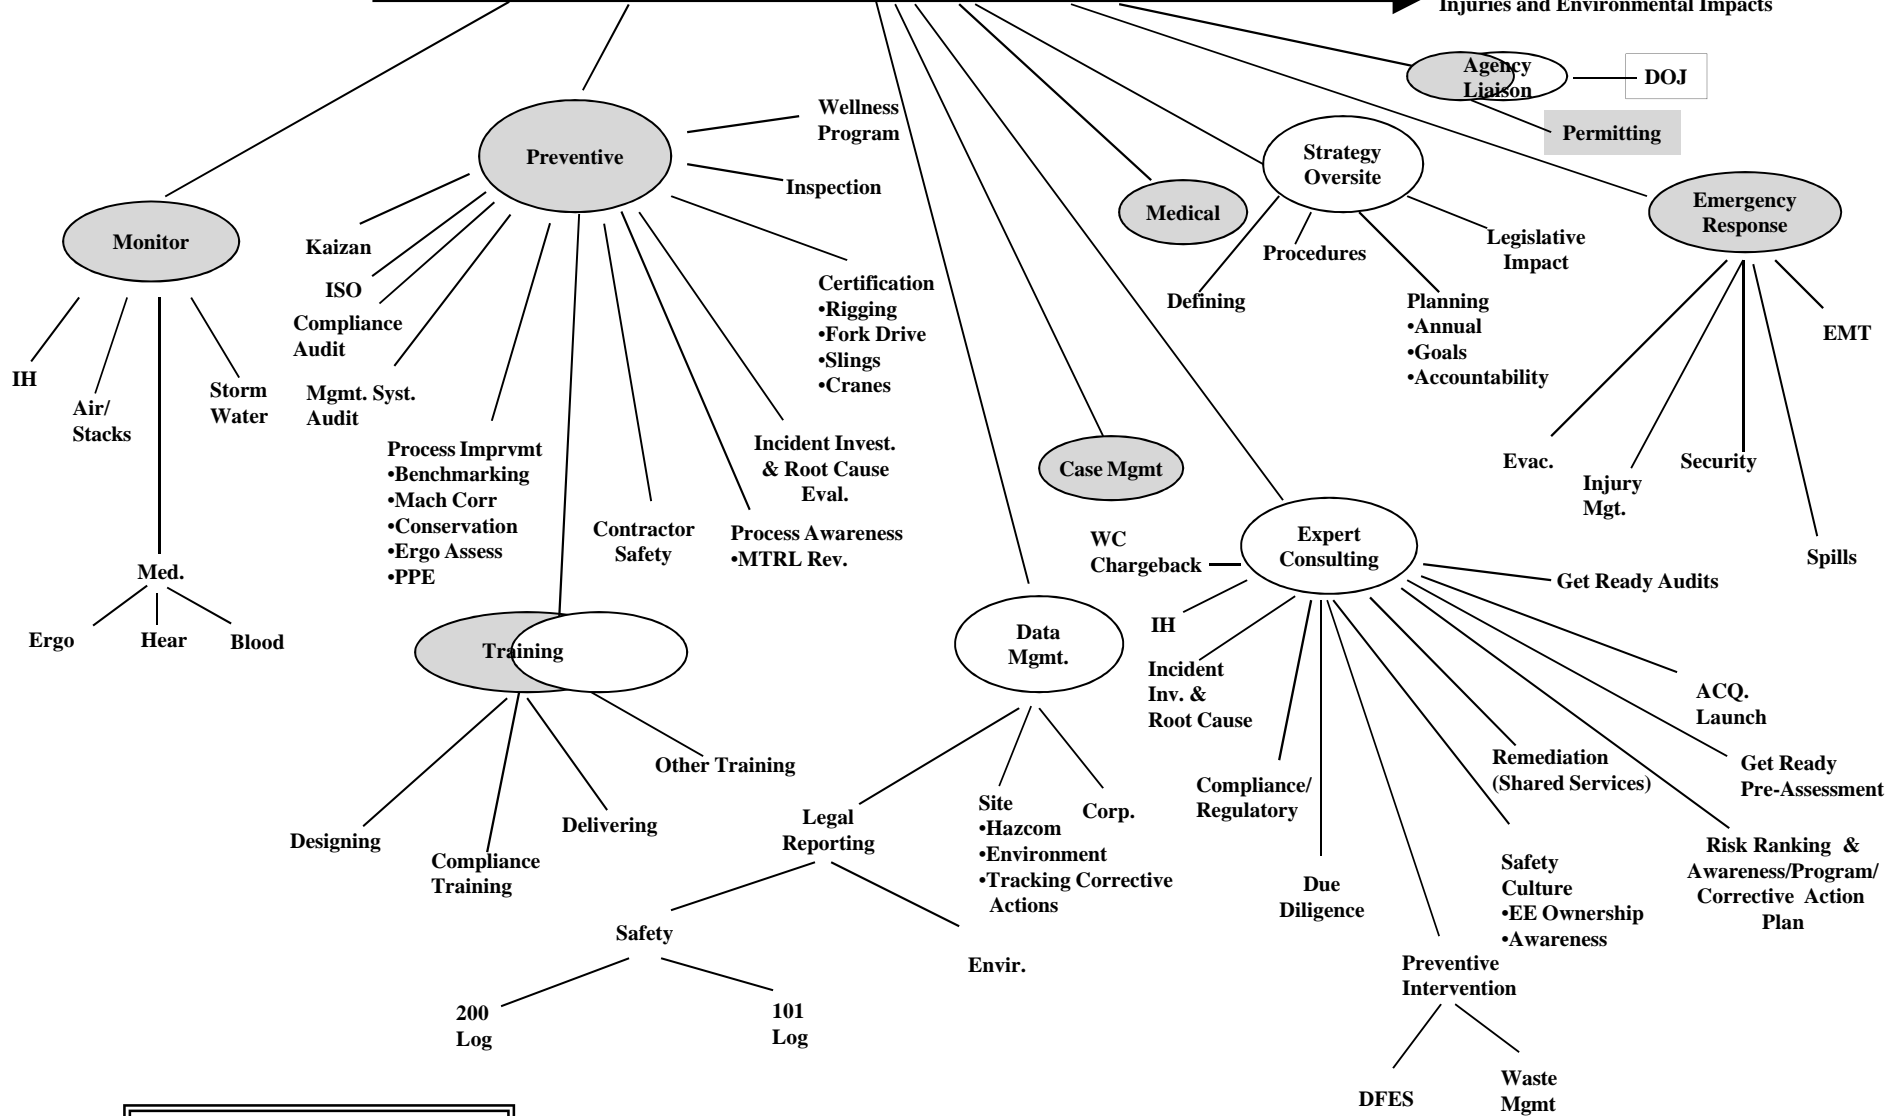 Injuries and Environmental Impacts
Agency
Liaison
DOJ
Permitting
Wellness
Program
Preventive
Inspection
Strategy
Oversite
Medical
Emergency
Response
Monitor
Kaizan
ISO
Compliance
Audit
Mgmt. Syst.
Audit
Certification
•Rigging
•Fork Drive
•Slings
•Cranes
Procedures
Legislative
Impact
Defining
Planning
•Annual
•Goals
•Accountability
EMT
IH
Air/
Stacks
Storm
Water
Process Imprvmt
•Benchmarking
•Mach Corr
•Conservation
•Ergo Assess
•PPE
Contractor
Safety
Incident Invest.
& Root Cause
Eval.
Process Awareness
•MTRL Rev.
Case Mgmt
Evac.
Injury
Mgt.
Security
Spills
Med.
Ergo
Hear
Blood
Training
Data
Mgmt.
WC
Chargeback
Expert
Consulting
Get Ready Audits
IH
Incident
Inv. &
Root Cause
ACQ.
Launch
Other Training
Designing
Compliance
Training
Delivering
Legal
Reporting
Site
•Hazcom
•Environment
•Tracking Corrective
Actions
Corp.
Compliance/
Regulatory
Remediation
(Shared Services)
Get Ready
Pre-Assessment
Risk Ranking &
Awareness/Program/
Corrective Action
Plan
Due
Diligence
Safety
Culture
•EE Ownership
•Awareness
Safety
Envir.
Preventive
Intervention
200
Log
101
Log
DFES
Waste
Mgmt